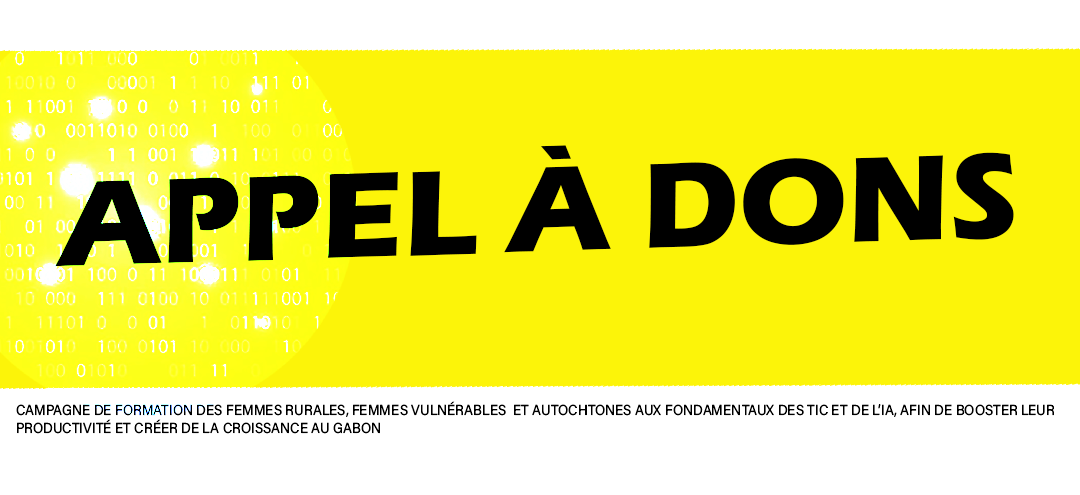 APPEL À DONS
CAMPAGNE DE FORMATION DES FEMMES RURALES, FEMMES VULNÉRABLES ET AUTOCHTONES AUX FONDAMENTAUX DES TIC ET DE L'IA, AFIN DE BOOSTER LEUR
PRODUCTIVITÉ ET CRÉER DE LA CROISSANCE AU GABON